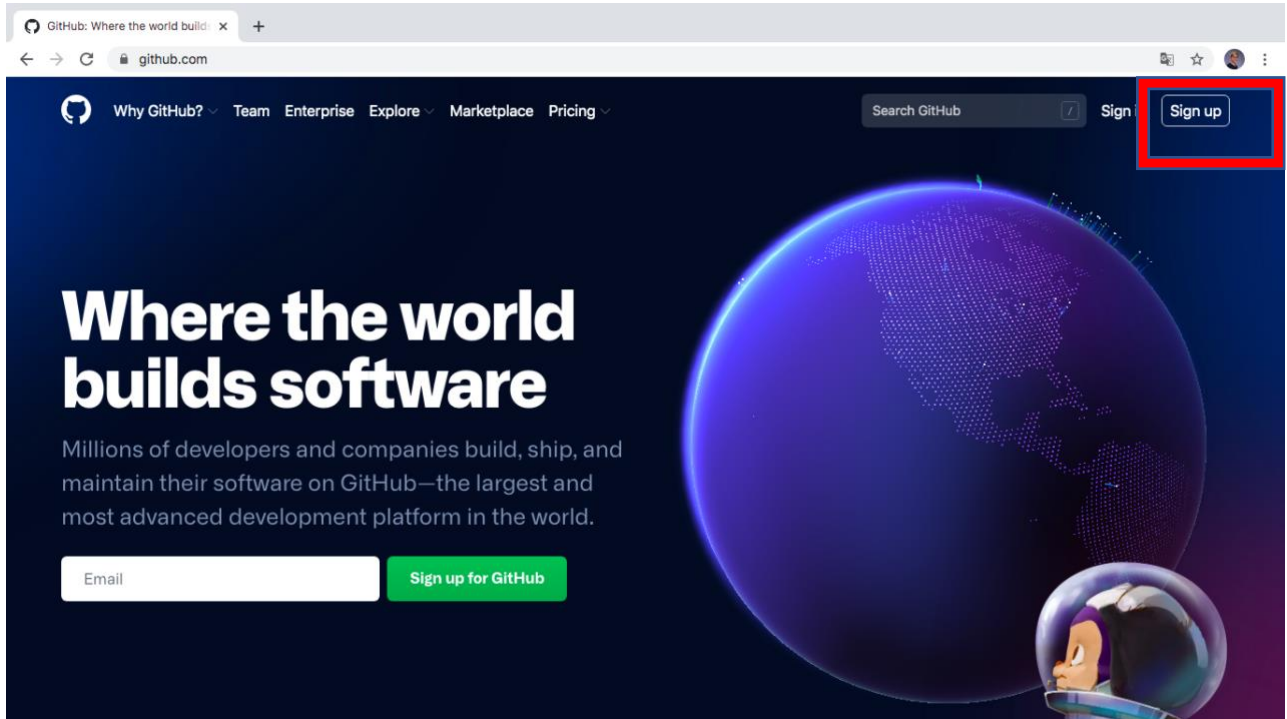 GitHub: Where the world build
github.com
Why GitHub? Team Enterprise Explore Marketplace Pricing Search GitHub / Sign Sign up
Where the world
builds software
Millions of developers and companies build, ship, and
maintain their software on GitHub—the largest and
most advanced development platform in the world.
Email Sign up for GitHub